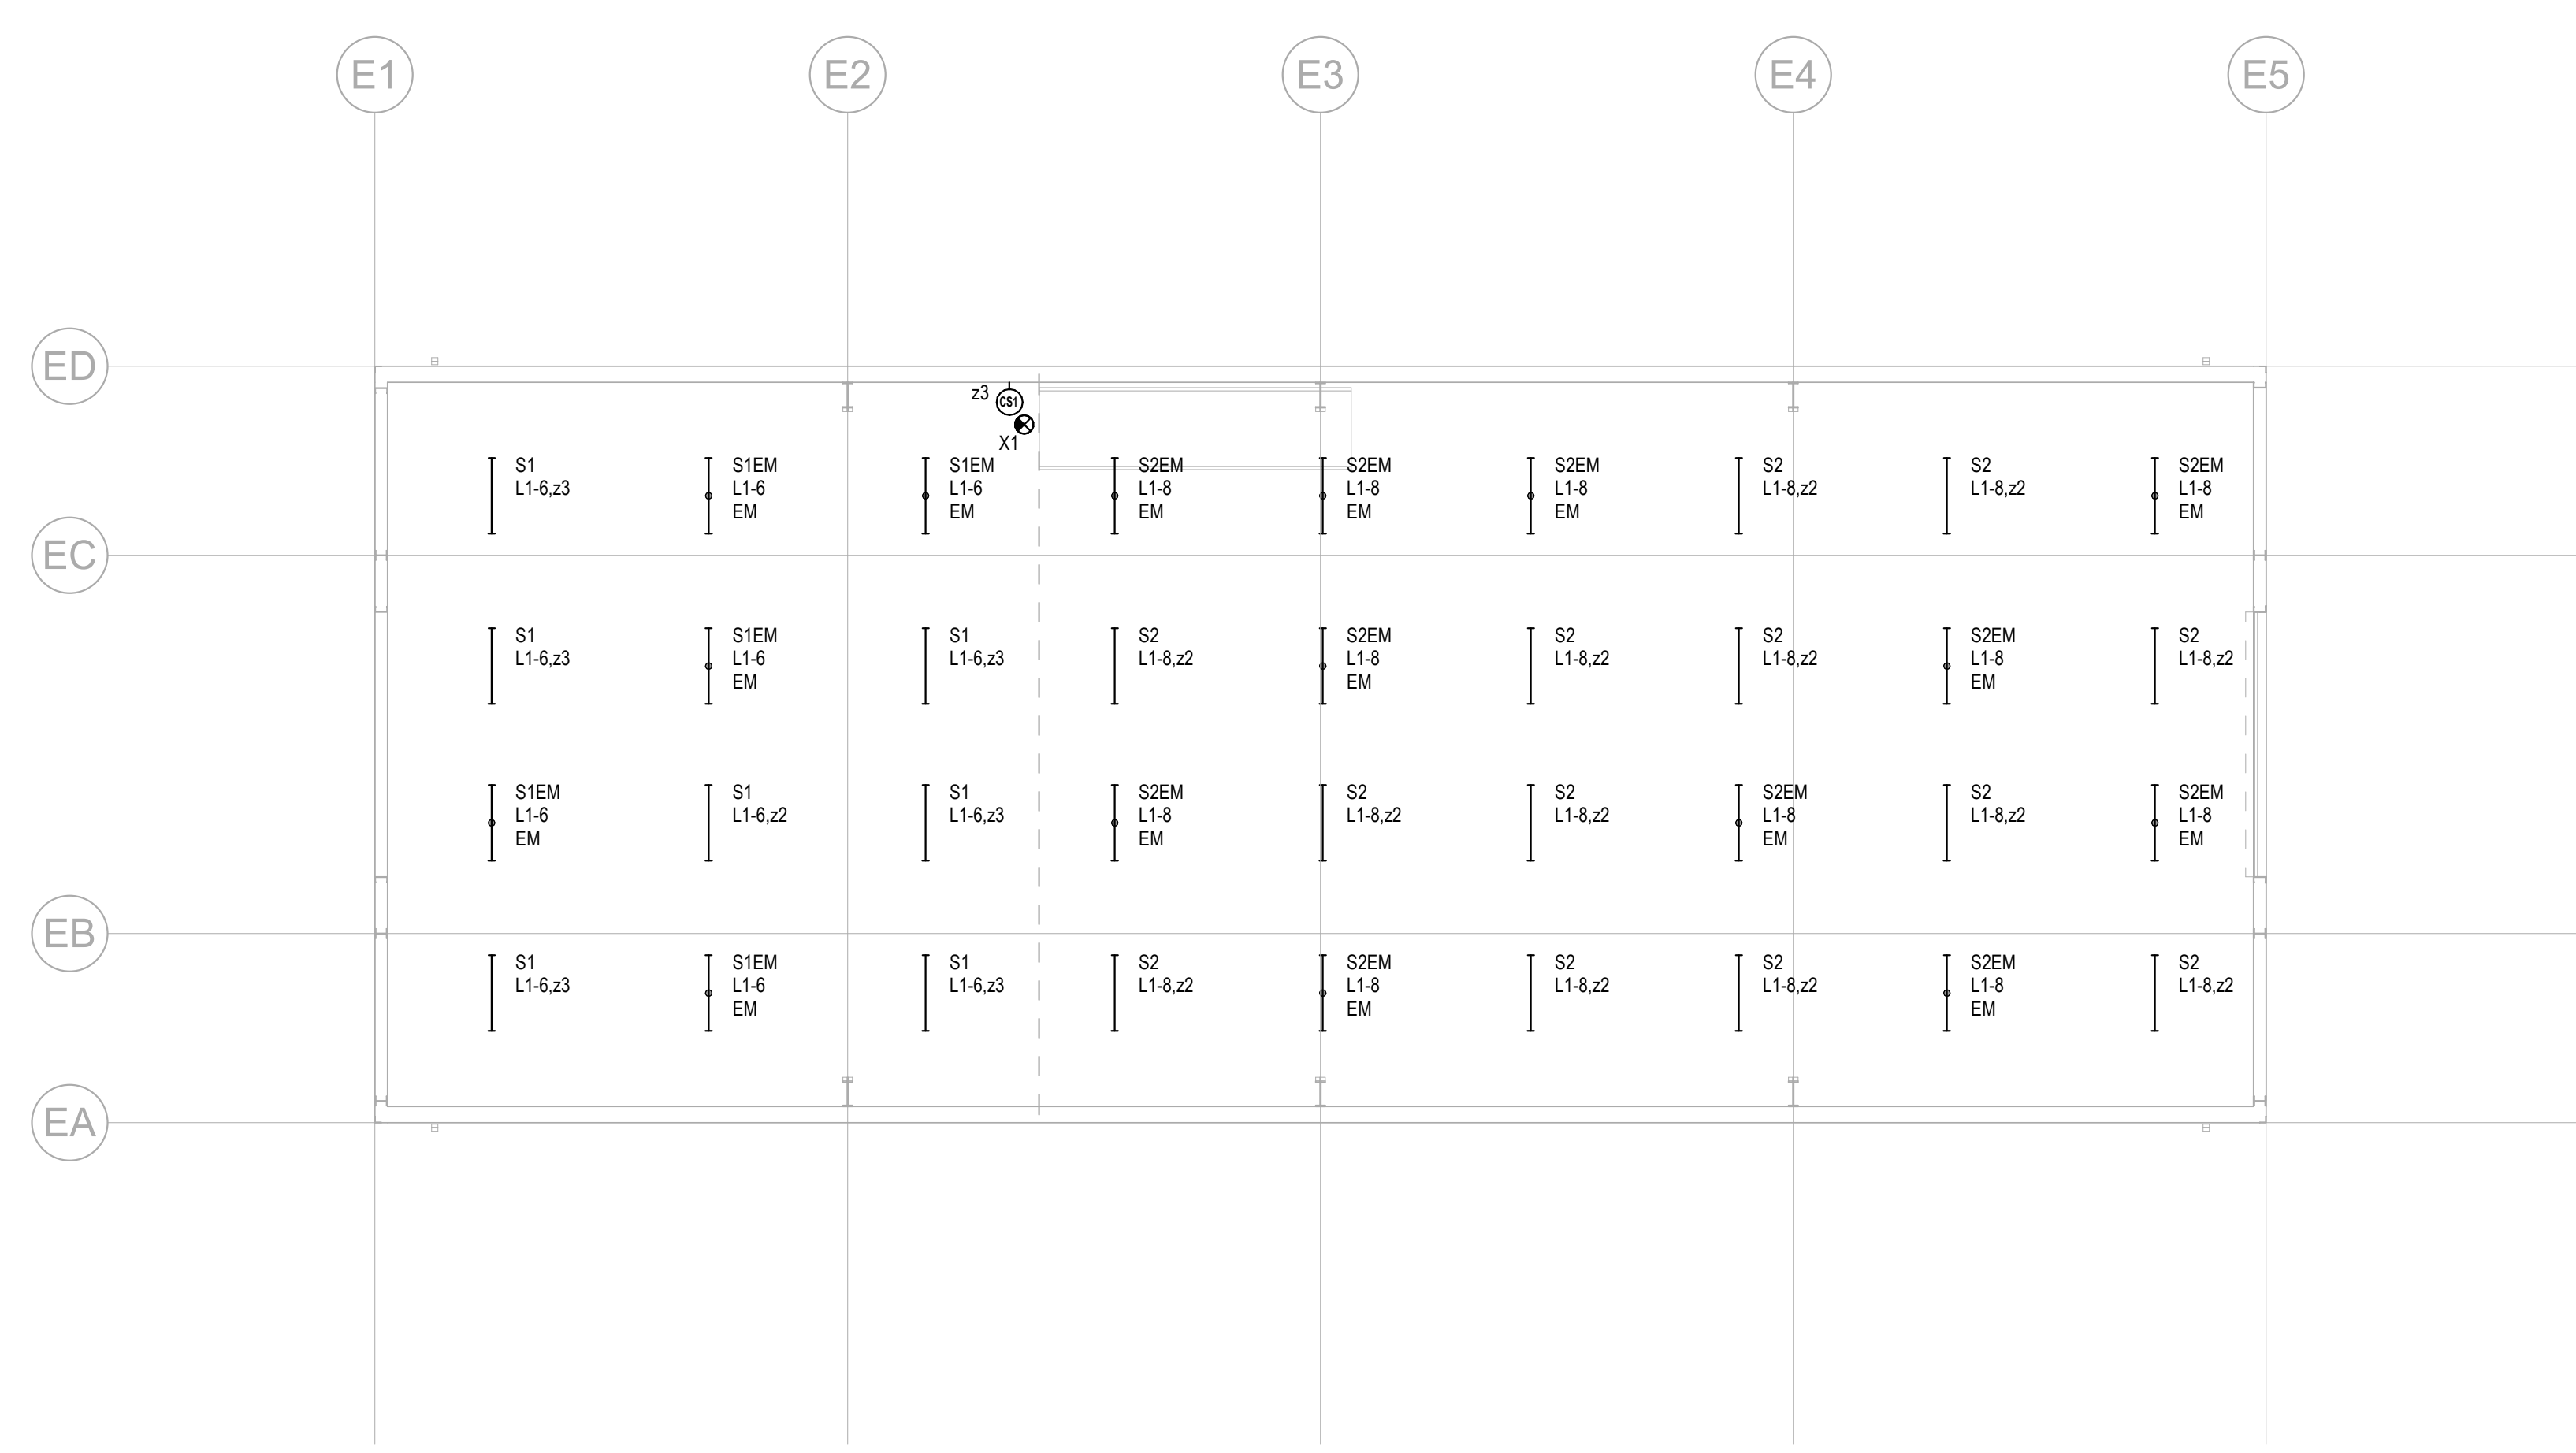 E1
E2
E3
E4
E5
ED
z3
CS1
X1
S1
L1-6,z3
S1EM
L1-6
EM
S1EM
L1-6
EM
S2EM
L1-8
EM
S2EM
L1-8
EM
S2EM
L1-8
EM
S2
L1-8,z2
S2
L1-8,z2
S2EM
L1-8
EM
EC
S1
L1-6,z3
S1EM
L1-6
EM
S1
L1-6,z3
S2
L1-8,z2
S2EM
L1-8
EM
S2
L1-8,z2
S2
L1-8,z2
S2EM
L1-8
EM
S2
L1-8,z2
S1EM
L1-6
EM
S1
L1-6,z2
S1
L1-6,z3
S2EM
L1-8
EM
S2
L1-8,z2
S2
L1-8,z2
S2EM
L1-8
EM
S2
L1-8,z2
S2EM
L1-8
EM
EB
S1
L1-6,z3
S1EM
L1-6
EM
S1
L1-6,z3
S2
L1-8,z2
S2EM
L1-8
EM
S2
L1-8,z2
S2
L1-8,z2
S2EM
L1-8
EM
S2
L1-8,z2
EA